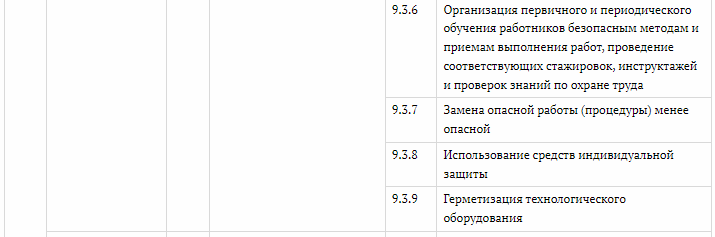 9.3.6 Организация первичного и периодического
обучения работников безопасным методам и
приемам выполнения работ, проведение
соответствующих стажировок, инструктажей
и проверок знаний по охране труда
9.3.7 Замена опасной работы (процедуры) менее
опасной
9.3.8 Использование средств индивидуальной
защиты
9.3.9 Герметизация технологического
оборудования